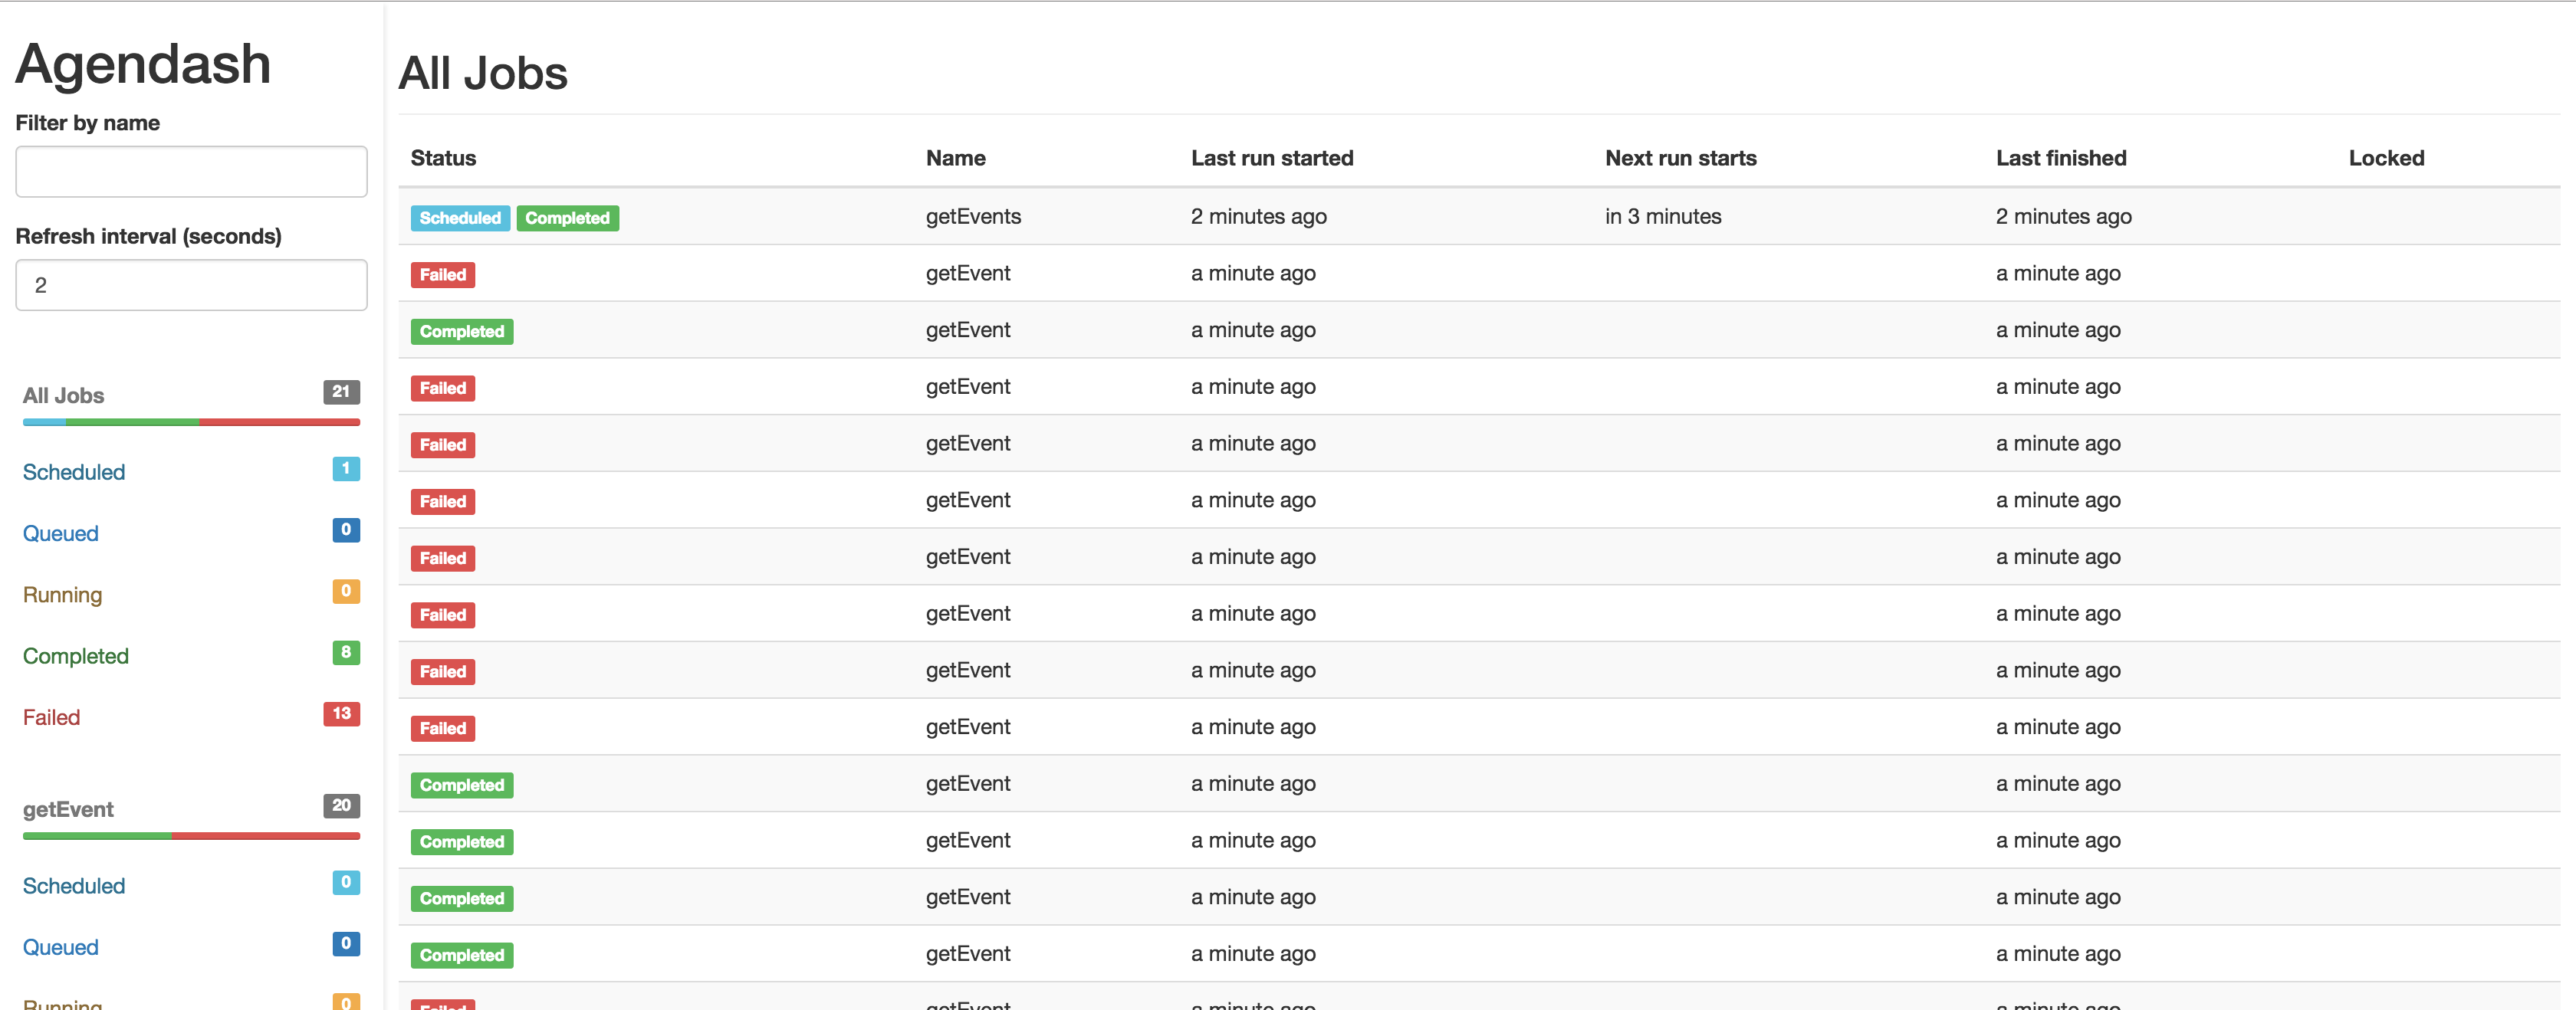 Agendash
Filter by name
Refresh interval (seconds)
2
All Jobs 21
Scheduled 1
Queued 0
Running 0
Completed 8
Failed 13
getEvent 20
Scheduled 0
Queued 0
Running 0
All Jobs
Status Name Last run started Next run starts Last finished Locked
Scheduled Completed getEvents 2 minutes ago in 3 minutes 2 minutes ago
Failed getEvent a minute ago a minute ago
Completed getEvent a minute ago a minute ago
Failed getEvent a minute ago a minute ago
Failed getEvent a minute ago a minute ago
Failed getEvent a minute ago a minute ago
Failed getEvent a minute ago a minute ago
Failed getEvent a minute ago a minute ago
Failed getEvent a minute ago a minute ago
Failed getEvent a minute ago a minute ago
Completed getEvent a minute ago a minute ago
Completed getEvent a minute ago a minute ago
Completed getEvent a minute ago a minute ago
Completed getEvent a minute ago a minute ago
Failed getEvent a minute ago a minute ago